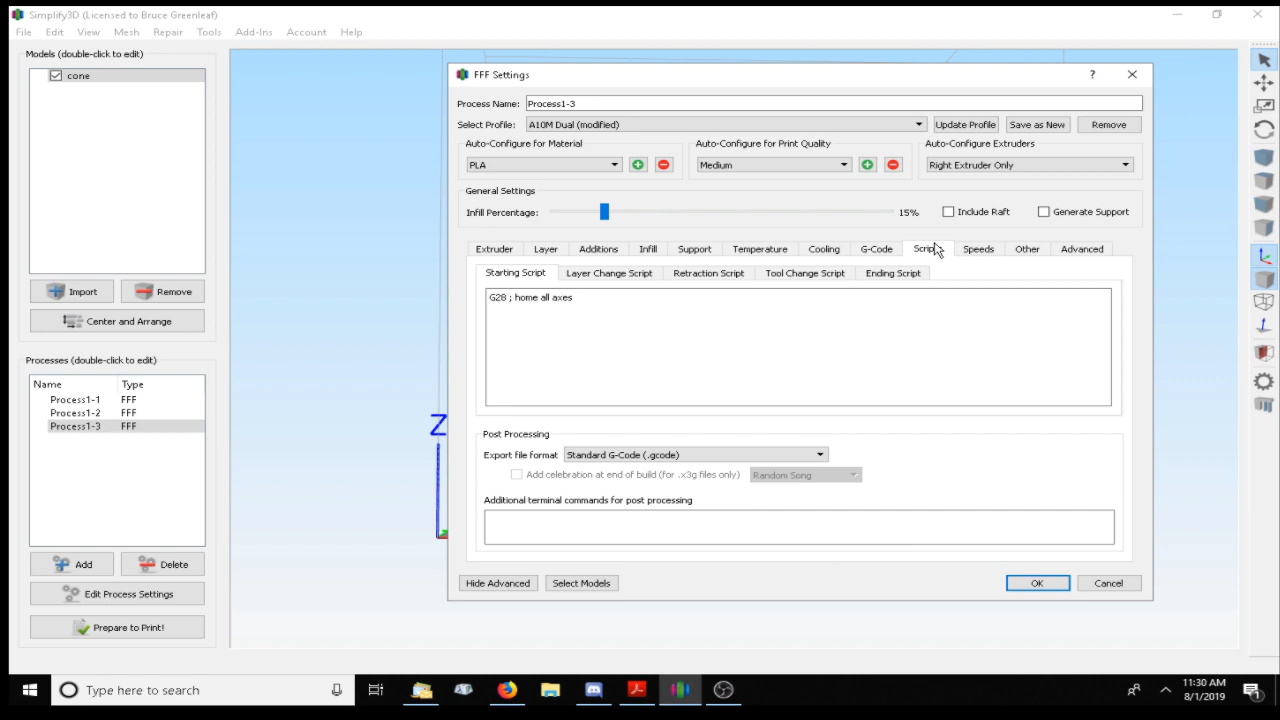 Simplify3D (Licensed to Bruce Greenleaf)
File Edit View Mesh Repair Tools Add-Ins Account Help
Models (double-click to edit)
cone
Import Remove
Center and Arrange
Processes (double-click to edit)
Name Type
Process1-1 FFF
Process1-2 FFF
Process1-3 FFF
Add Delete
Edit Process Settings
Prepare to Print!
Z
FFF Settings ?
Process Name: Process1-3
Select Profile: A10M Dual (modified) Update Profile Save as New Remove
Auto-Configure for Material Auto-Configure for Print Quality Auto-Configure Extruders
PLA Medium Right Extruder Only
General Settings
Infill Percentage: 15% Include Raft Generate Support
Extruder Layer Additions Infill Support Temperature Cooling G-Code Speeds Other Advanced
Starting Script Layer Change Script Retraction Script Tool Change Script Ending Script
G28 ; home all axes
Post Processing
Export file format Standard G-Code (.gcode)
Add celebration at end of build (for .x3g files only) Random Song
Additional terminal commands for post processing
Hide Advanced Select Models OK Cancel
Type here to search
11:30 AM
8/1/2019
1